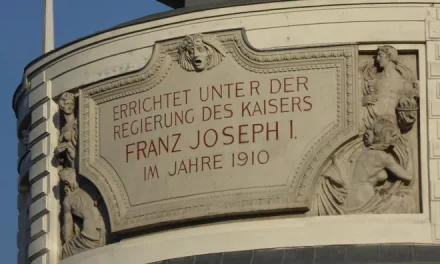 ERRICHTET UNTER DER
REGIERUNG DES KAISERS
FRANZ JOSEPH I.
IM JAHRE 1910